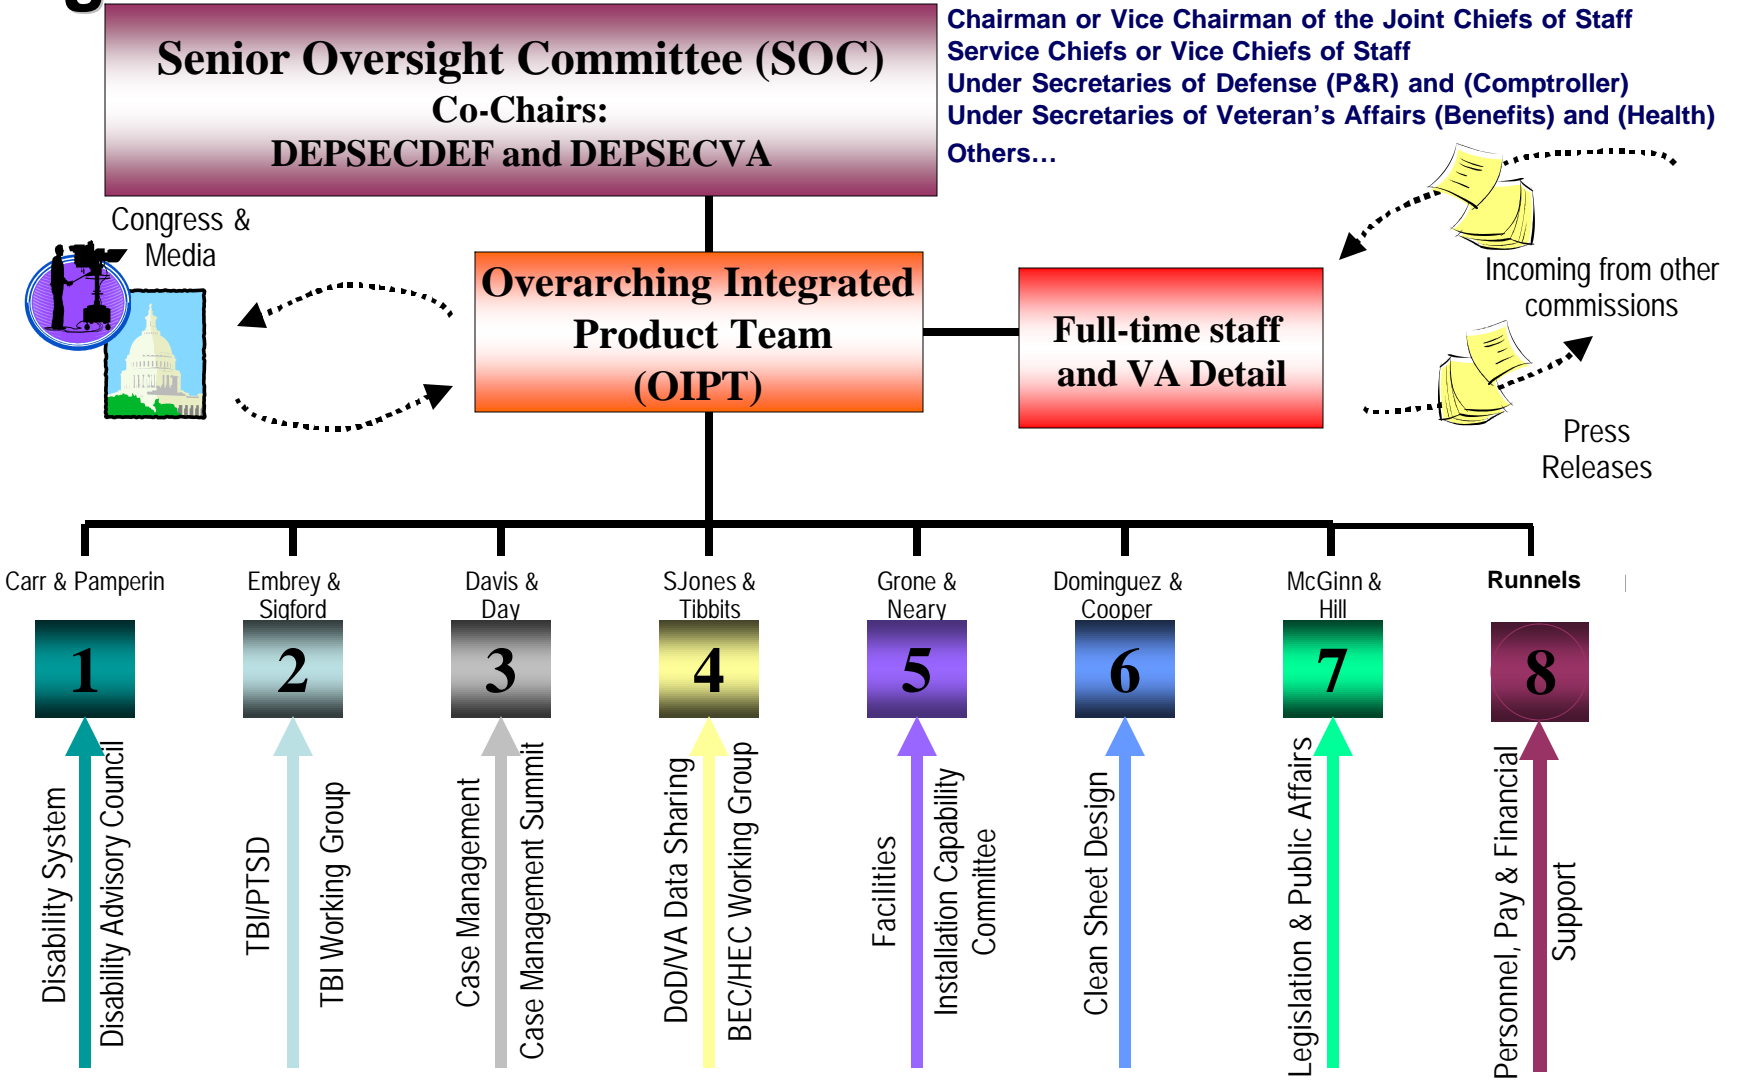 Senior Oversight Committee (SOC)
Co-Chairs:
DEPSECDEF and DEPSECVA
Chairman or Vice Chairman of the Joint Chiefs of Staff
Service Chiefs or Vice Chiefs of Staff
Under Secretaries of Defense (P&R) and (Comptroller)
Under Secretaries of Veteran’s Affairs (Benefits) and (Health)
Others…
Congress &
Media
Overarching Integrated
Product Team
(OIPT)
Full-time staff
and VA Detail
Incoming from other
commissions
Press
Releases
Carr & Pamperin
Embrey &
Sigford
Davis &
Day
SJones &
Tibbits
Grone &
Neary
Dominguez &
Cooper
McGinn &
Hill
Runnels
1
2
3
4
5
6
7
8
Disability System
Disability Advisory Council
TBI/PTSD
TBI Working Group
Case Management
Case Management Summit
DoD/VA Data Sharing
BEC/HEC Working Group
Facilities
Installation Capability
Committee
Clean Sheet Design
Legislation & Public Affairs
Personnel, Pay & Financial
Support